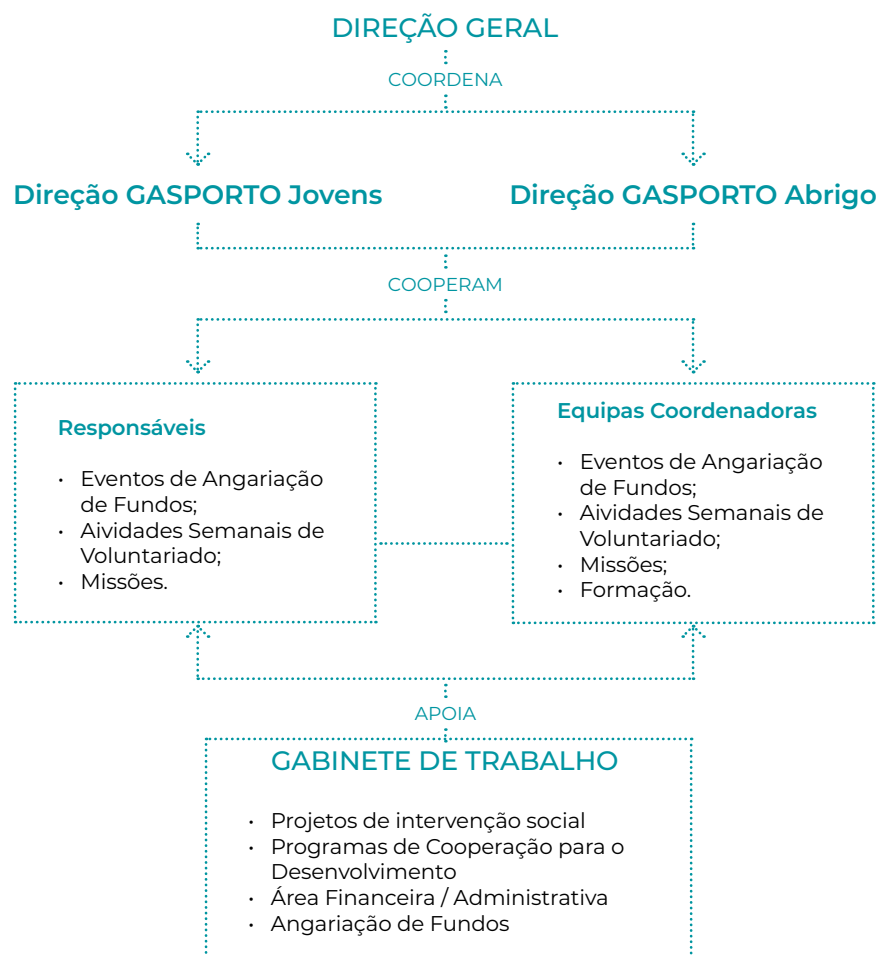 DIREÇÃO GERAL
COORDENA
Direção GASPORTO Jovens
Direção GASPORTO Abrigo
COOPERAM
Responsáveis
• Eventos de Angariação
de Fundos;
• Aividades Semanais de
Voluntariado;
• Missões.
Equipas Coordenadoras
• Eventos de Angariação
de Fundos;
• Aividades Semanais de
Voluntariado;
• Missões;
• Formação.
APOIA
GABINETE DE TRABALHO
• Projetos de intervenção social
• Programas de Cooperação para o
Desenvolvimento
• Área Financeira / Administrativa
• Angariação de Fundos